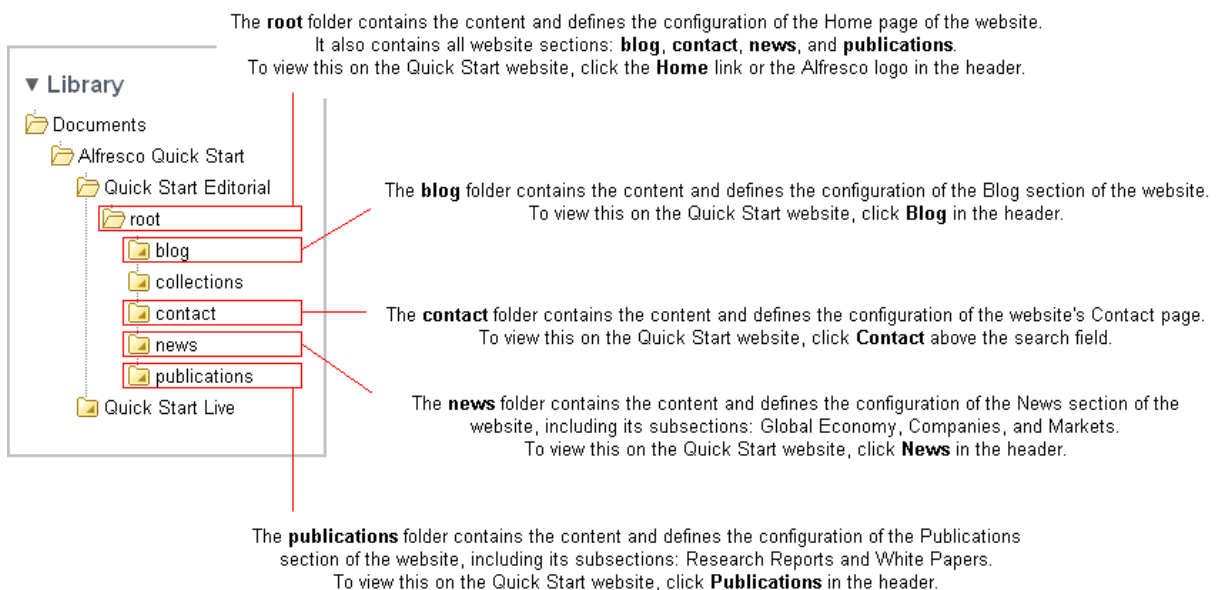 The root folder contains the content and defines the configuration of the Home page of the website.
It also contains all website sections: blog, contact, news, and publications.
To view this on the Quick Start website, click the Home link or the Alfresco logo in the header.
▼ Library
Documents
Alfresco Quick Start
Quick Start Editorial
root
blog
collections
contact
news
publications
Quick Start Live
The blog folder contains the content and defines the configuration of the Blog section of the website.
To view this on the Quick Start website, click Blog in the header.
The contact folder contains the content and defines the configuration of the website's Contact page.
To view this on the Quick Start website, click Contact above the search field.
The news folder contains the content and defines the configuration of the News section of the
website, including its subsections: Global Economy, Companies, and Markets.
To view this on the Quick Start website, click News in the header.
The publications folder contains the content and defines the configuration of the Publications
section of the website, including its subsections: Research Reports and White Papers.
To view this on the Quick Start website, click Publications in the header.